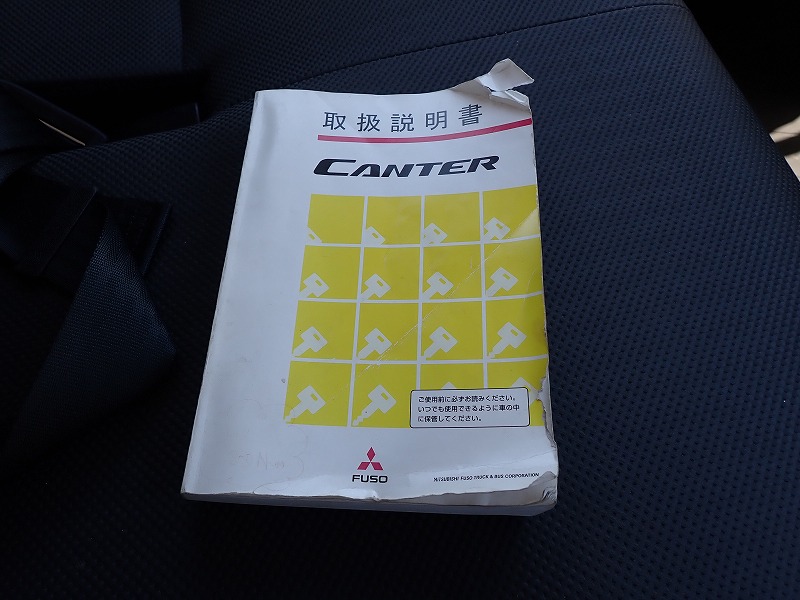 取扱説明書
CANTER
ご使用前に必ずお読みください。
いつでも使用できるように車の中
に保管してください。
FUSO
MITSUBISHI FUSO TRUCK & BUS CORPORATION